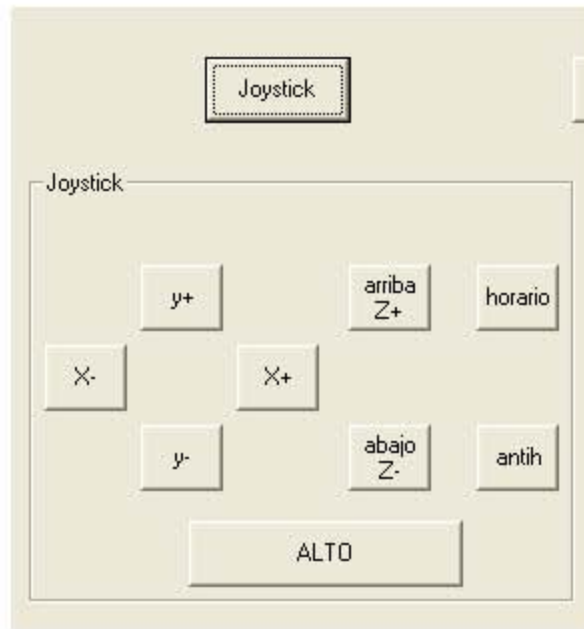 Joystick
Joystick
y+
arriba
Z+
horario
X-
X+
y-
abajo
Z-
antih
ALTO